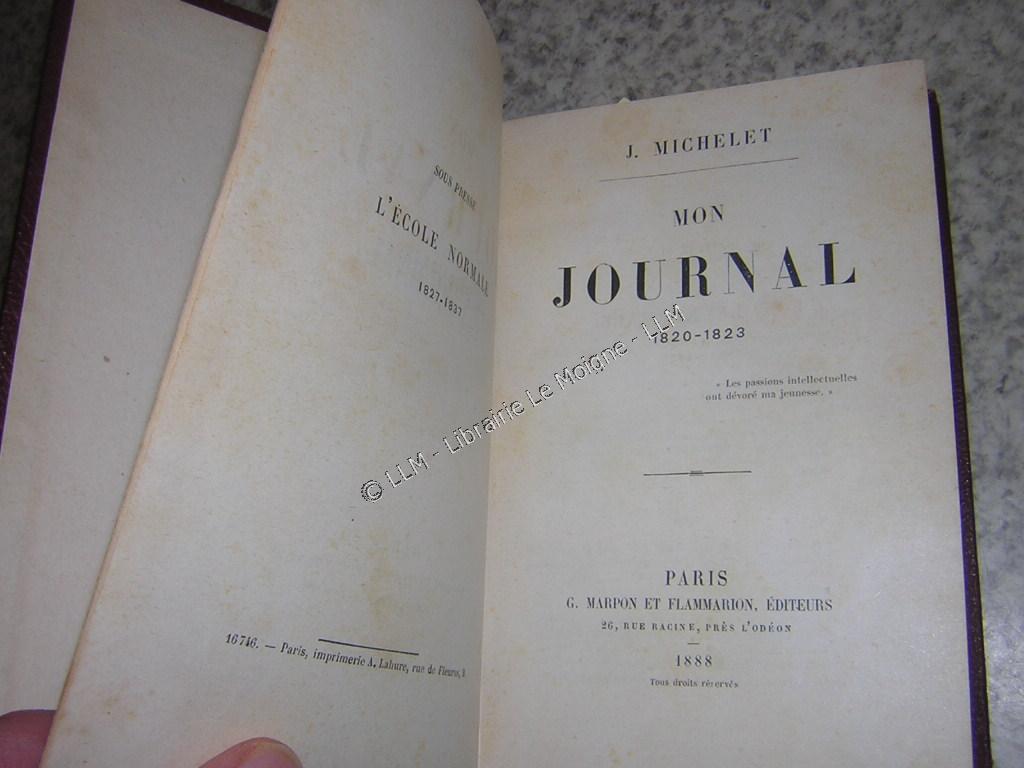 SOUS PRESSE
L'ÉCOLE NORMALE
1827-1837
16746. — Paris, imprimerie A. Lahure, rue de Fleurus, 9
J. MICHELET
MON
JOURNAL
1820-1823
« Les passions intellectuelles
ont dévoré ma jeunesse. »
PARIS
G. MARPON ET FLAMMARION, ÉDITEURS
26, RUE RACINE, PRÈS L'ODÉON
1888
Tous droits réservés
© LLM - Librairie Le Moigne - LLM